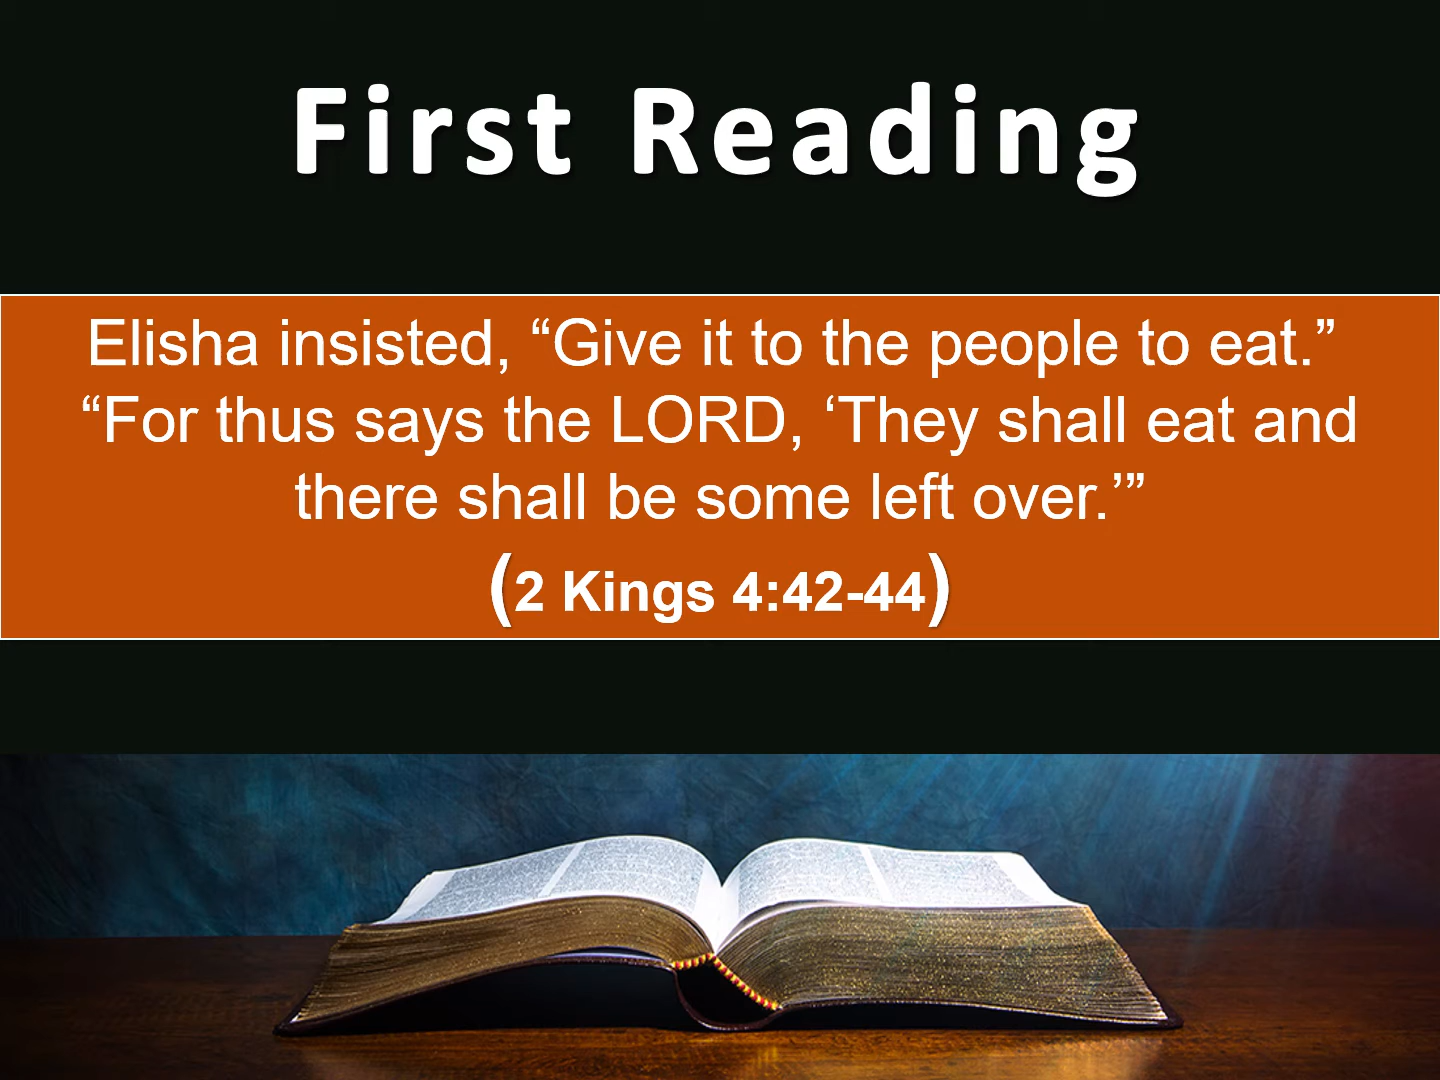 First Reading
Elisha insisted, “Give it to the people to eat.”
“For thus says the LORD, ‘They shall eat and
there shall be some left over.’”
(2 Kings 4:42-44)